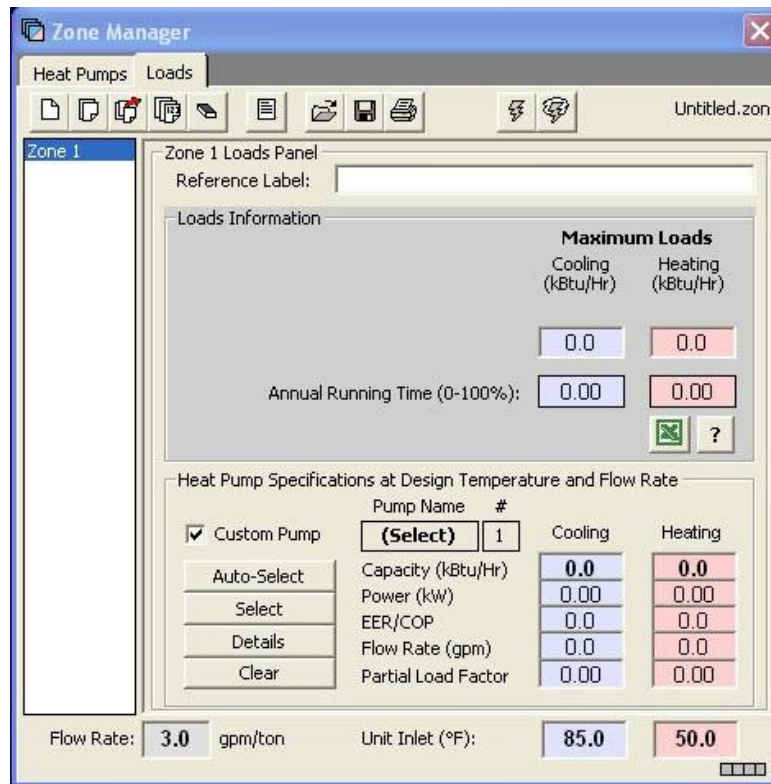 Zone Manager
Heat Pumps Loads
Untitled.zon
Zone 1
Zone 1 Loads Panel
Reference Label:
Loads Information
Maximum Loads
Cooling (kBtu/Hr)
Heating (kBtu/Hr)
0.0 0.0
Annual Running Time (0-100%): 0.00 0.00
?
Heat Pump Specifications at Design Temperature and Flow Rate
Pump Name #
Custom Pump (Select) 1 Cooling Heating
Auto-Select
Select
Details
Clear
Capacity (kBtu/Hr) 0.0 0.0
Power (kW) 0.00 0.00
EER/COP 0.0 0.0
Flow Rate (gpm) 0.0 0.0
Partial Load Factor 0.00 0.00
Flow Rate: 3.0 gpm/ton Unit Inlet (°F): 85.0 50.0